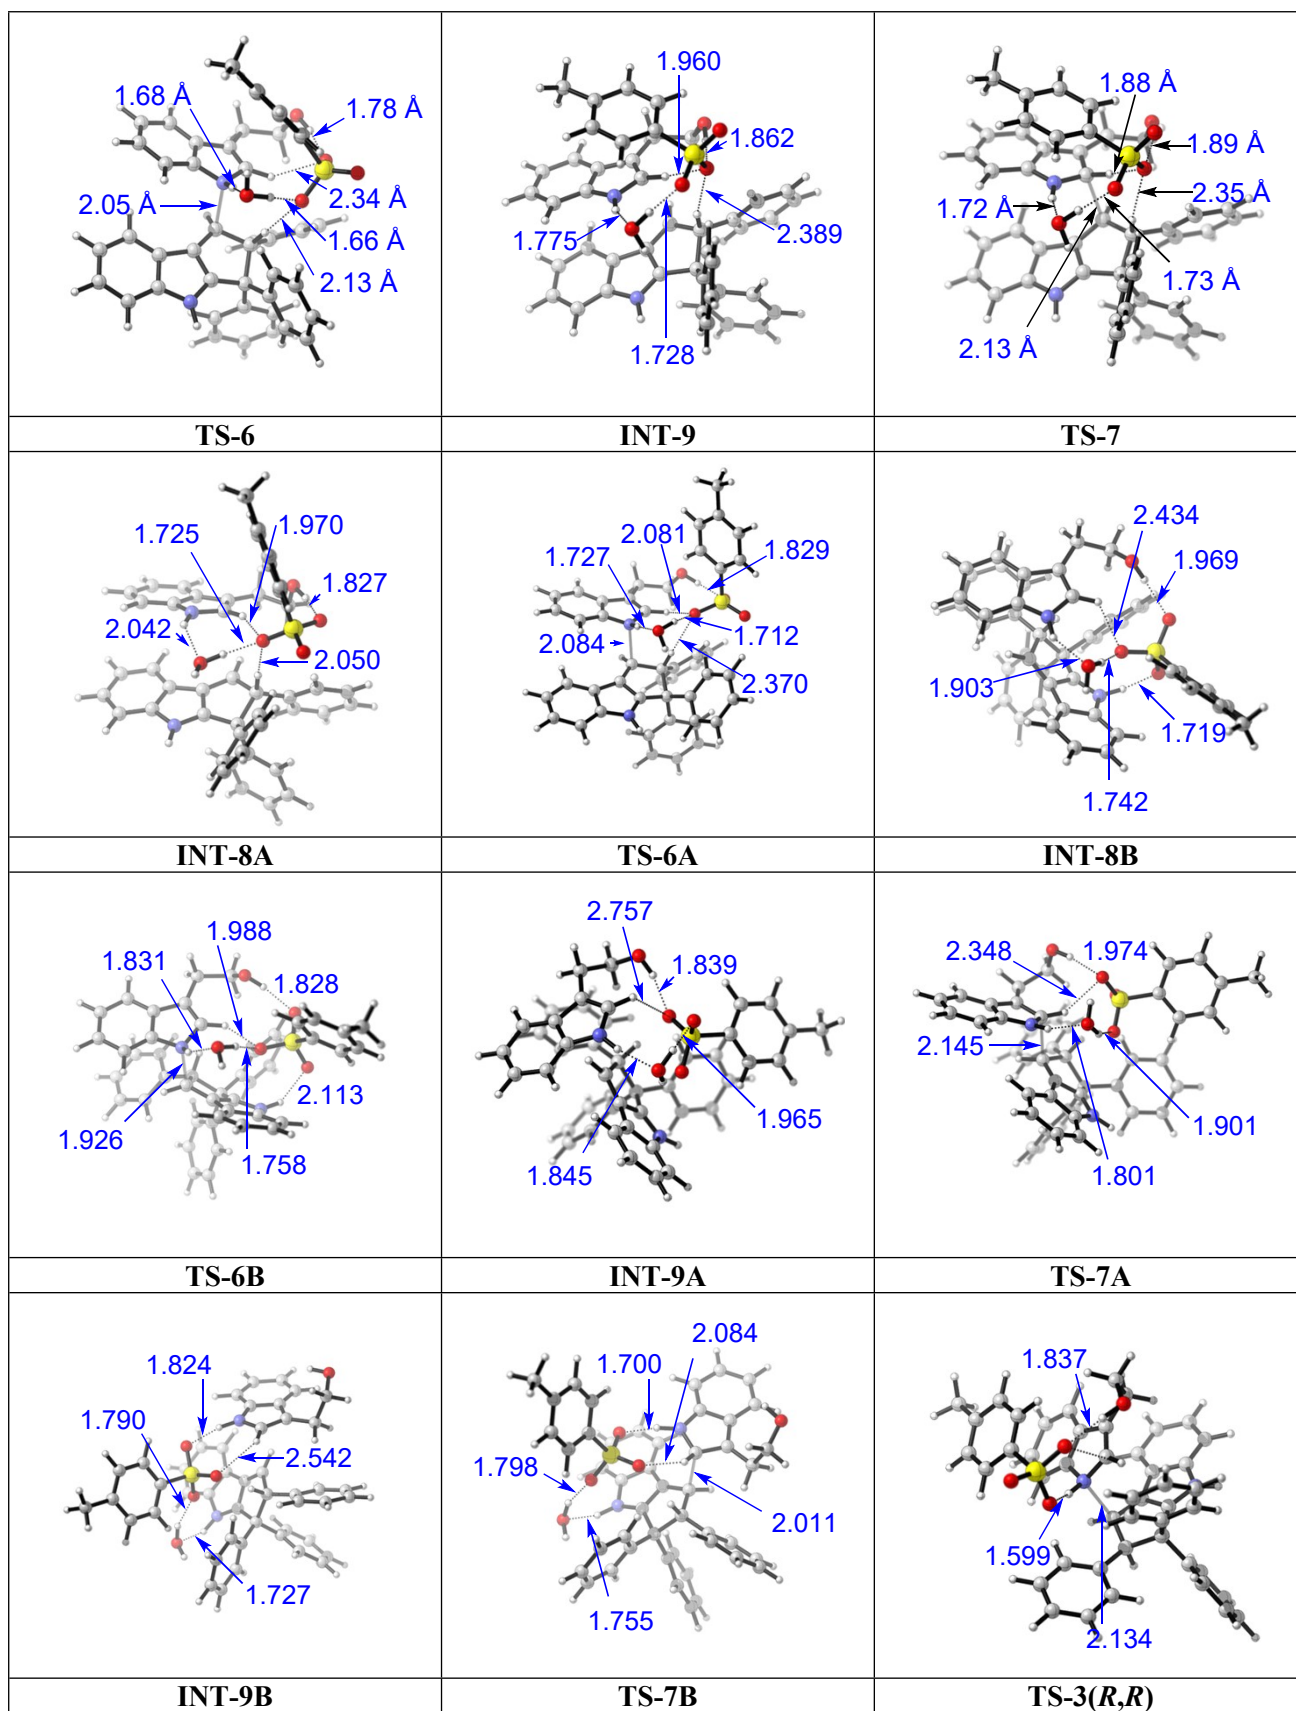 1.68 Å
1.78 Å
2.05 Å
2.34 Å
1.66 Å
2.13 Å
1.960
1.862
1.775
2.389
1.728
1.88 Å
1.89 Å
1.72 Å
2.35 Å
1.73 Å
2.13 Å
TS-6
INT-9
TS-7
1.725
1.970
1.827
2.042
2.050
2.081
1.727
1.829
2.084
1.712
2.370
2.434
1.969
1.903
1.719
1.742
INT-8A
TS-6A
INT-8B
1.988
1.831
1.828
2.113
1.926
1.758
2.757
1.839
1.965
1.845
2.348
1.974
2.145
1.901
1.801
TS-6B
INT-9A
TS-7A
1.824
1.790
2.542
1.727
2.084
1.700
1.798
2.011
1.755
1.837
1.599
2.134
INT-9B
TS-7B
TS-3(R,R)